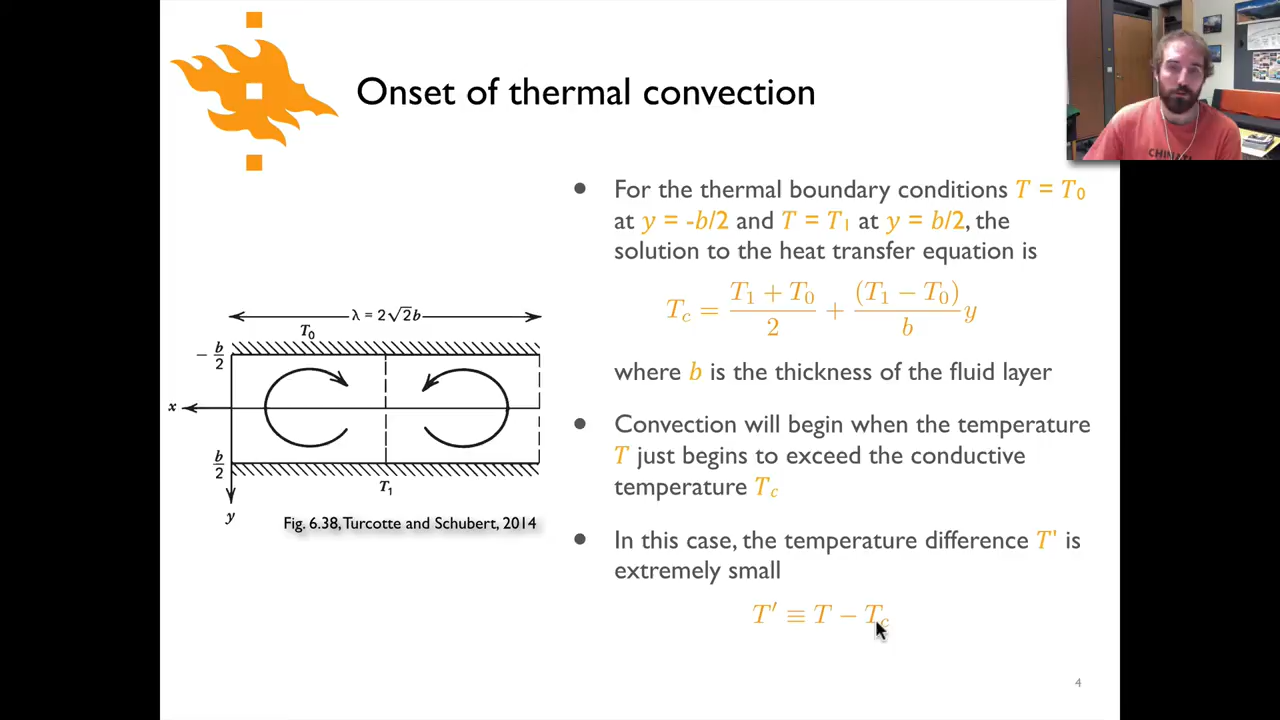 Onset of thermal convection
For the thermal boundary conditions T = T₀
at y = -b/2 and T = T₁ at y = b/2, the
solution to the heat transfer equation is
T_c = (T₁ + T₀)/2 + (T₁ − T₀)/b y
where b is the thickness of the fluid layer
Convection will begin when the temperature
T just begins to exceed the conductive
temperature T_c
In this case, the temperature difference T' is
extremely small
T′ ≡ T − T_c
λ = 2√2b
T₀
− b/2
x
b/2
T₁
y
Fig. 6.38, Turcotte and Schubert, 2014
4